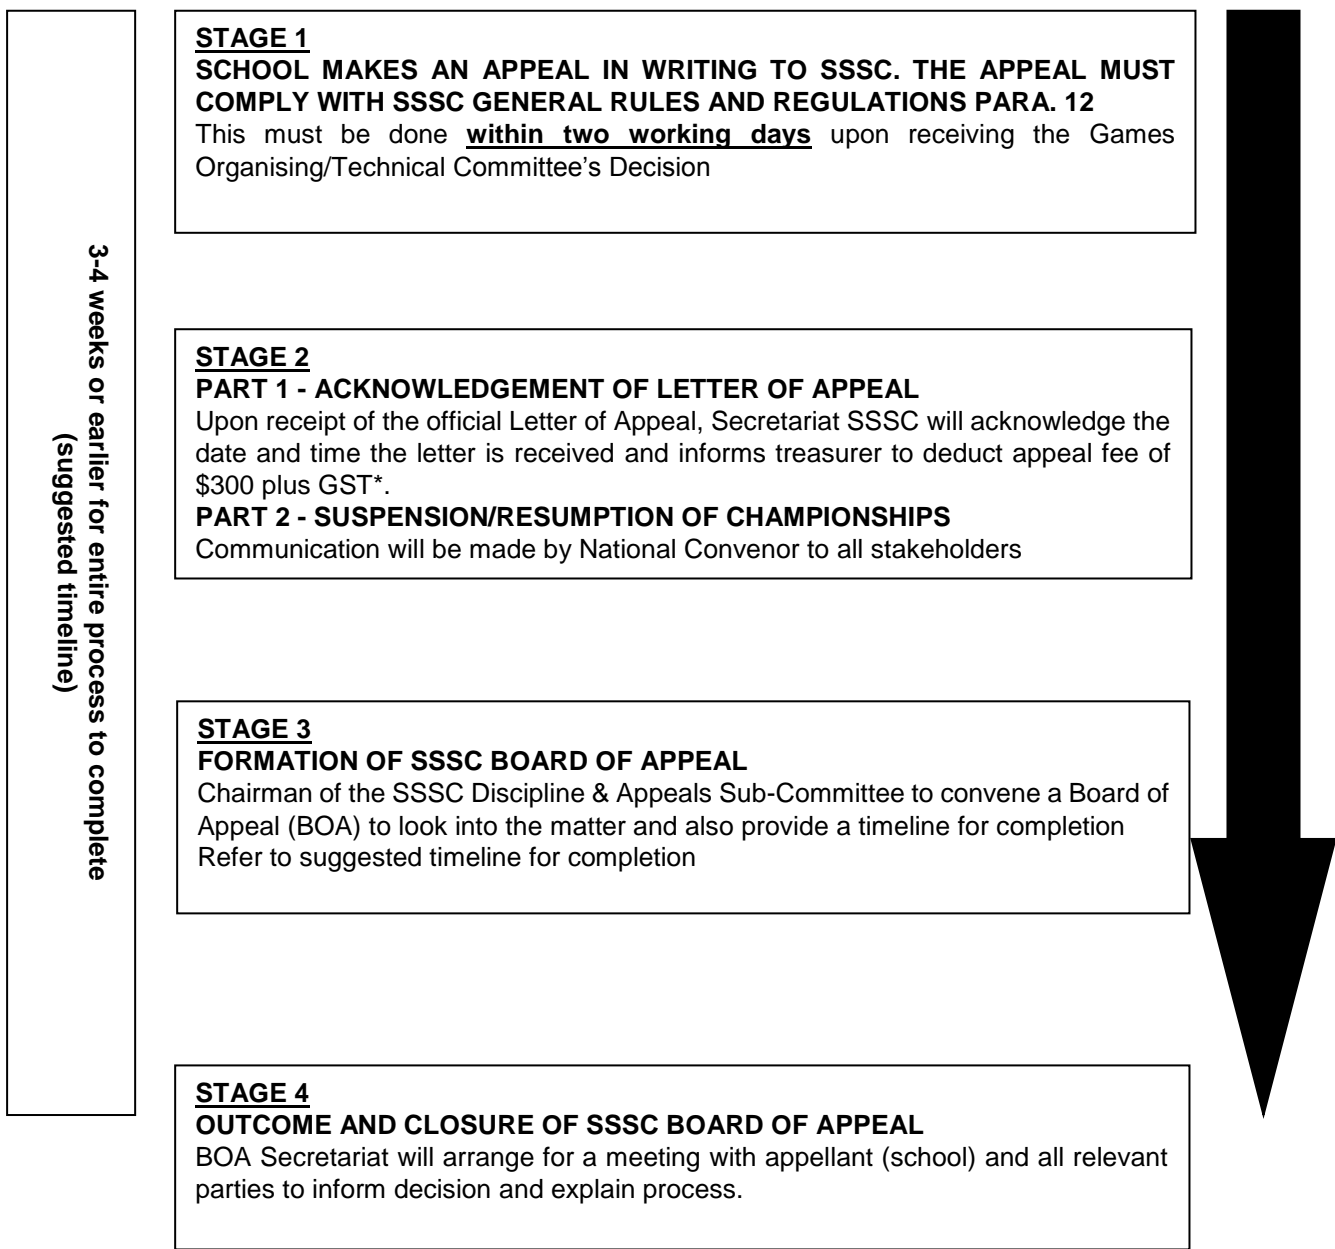 STAGE 1
SCHOOL MAKES AN APPEAL IN WRITING TO SSSC. THE APPEAL MUST
COMPLY WITH SSSC GENERAL RULES AND REGULATIONS PARA. 12
This must be done within two working days upon receiving the Games
Organising/Technical Committee's Decision
3-4 weeks or earlier for entire process to complete
(suggested timeline)
STAGE 2
PART 1 - ACKNOWLEDGEMENT OF LETTER OF APPEAL
Upon receipt of the official Letter of Appeal, Secretariat SSSC will acknowledge the
date and time the letter is received and informs treasurer to deduct appeal fee of
$300 plus GST*.
PART 2 - SUSPENSION/RESUMPTION OF CHAMPIONSHIPS
Communication will be made by National Convenor to all stakeholders
STAGE 3
FORMATION OF SSSC BOARD OF APPEAL
Chairman of the SSSC Discipline & Appeals Sub-Committee to convene a Board of
Appeal (BOA) to look into the matter and also provide a timeline for completion
Refer to suggested timeline for completion
STAGE 4
OUTCOME AND CLOSURE OF SSSC BOARD OF APPEAL
BOA Secretariat will arrange for a meeting with appellant (school) and all relevant
parties to inform decision and explain process.